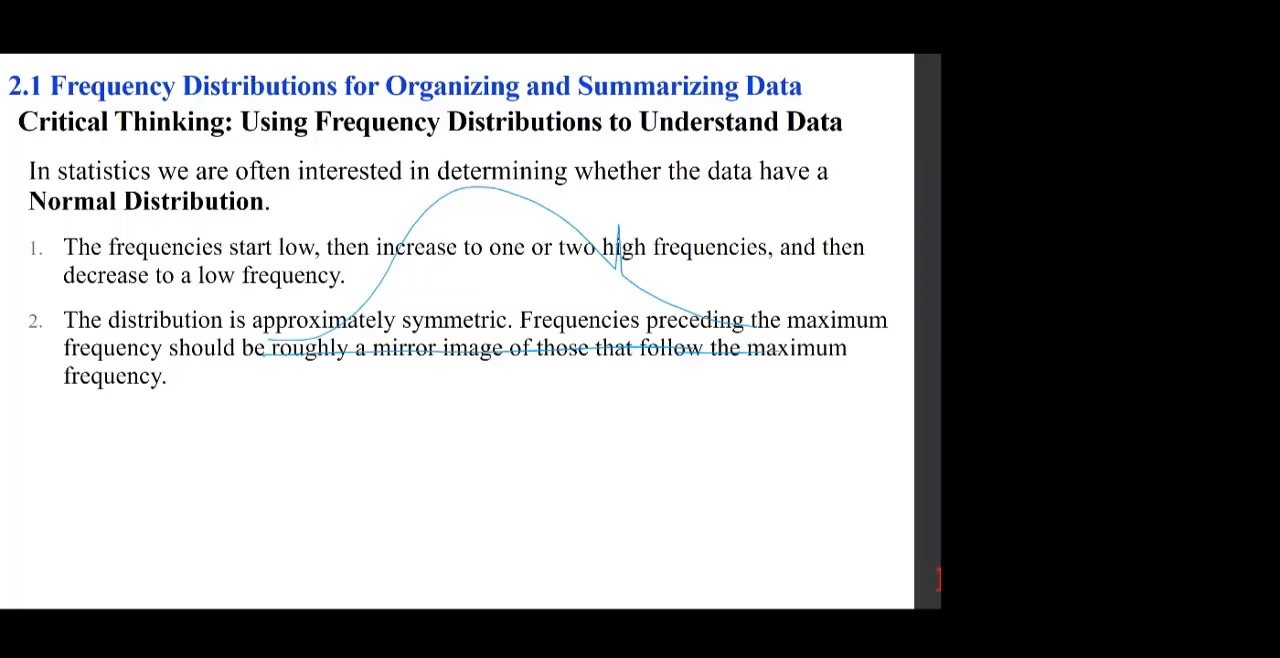 2.1 Frequency Distributions for Organizing and Summarizing Data
Critical Thinking: Using Frequency Distributions to Understand Data
In statistics we are often interested in determining whether the data have a
Normal Distribution.
1. The frequencies start low, then increase to one or two high frequencies, and then
decrease to a low frequency.
2. The distribution is approximately symmetric. Frequencies preceding the maximum
frequency should be roughly a mirror image of those that follow the maximum
frequency.